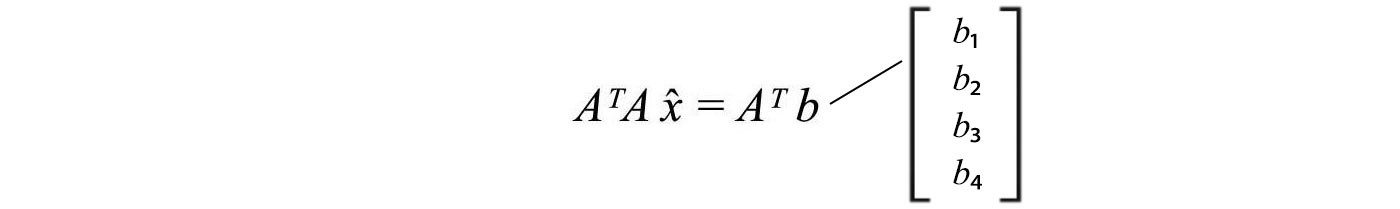 AᵀA x̂ = Aᵀ b
b₁
b₂
b₃
b₄